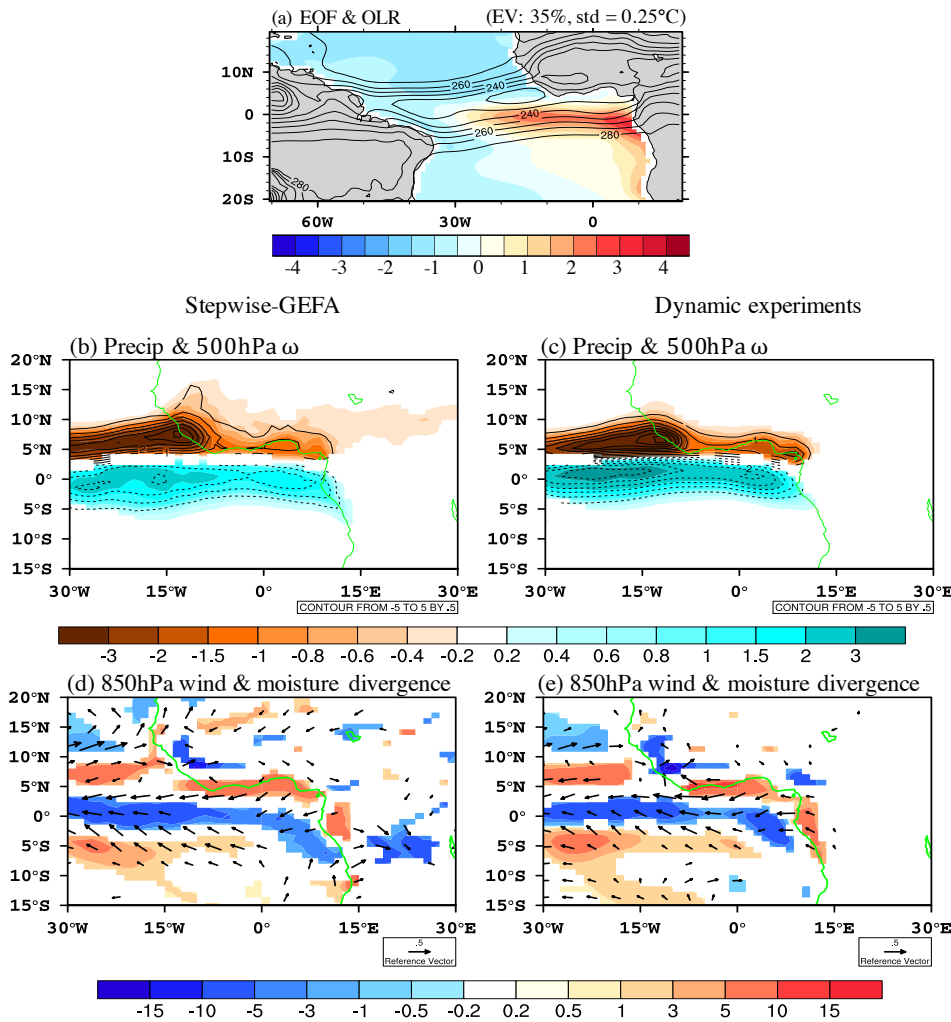 (a) EOF & OLR (EV: 35%, std = 0.25°C)
10N
0
10S
20S
260
240
240
260
280
280
60W 30W 0
-4 -3 -2 -1 0 1 2 3 4
Stepwise-GEFA Dynamic experiments
(b) Precip & 500hPa ω
20°N
15°N
10°N
5°N
0°
5°S
10°S
15°S
30°W 15°W 0° 15°E 30°E
CONTOUR FROM -5 TO 5 BY .5
(c) Precip & 500hPa ω
20°N
15°N
10°N
5°N
0°
5°S
10°S
15°S
30°W 15°W 0° 15°E 30°E
CONTOUR FROM -5 TO 5 BY .5
-3 -2 -1.5 -1 -0.6 -0.4 -0.2 0.2 0.4 0.6 0.8 1 1.5 2 3
(d) 850hPa wind & moisture divergence
20°N
15°N
10°N
5°N
0°
5°S
10°S
15°S
30°W 15°W 0° 15°E 30°E
.5
Reference Vector
(e) 850hPa wind & moisture divergence
20°N
15°N
10°N
5°N
0°
5°S
10°S
15°S
30°W 15°W 0° 15°E 30°E
.5
Reference Vector
-15 -10 -5 -3 -1 -0.5 -0.2 0.2 0.5 1 3 5 10 15